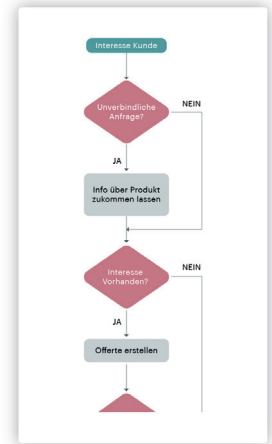 Interesse Kunde
Unverbindliche
Anfrage?
NEIN
JA
Info über Produkt
zukommen lassen
Interesse
Vorhanden?
NEIN
JA
Offerte erstellen